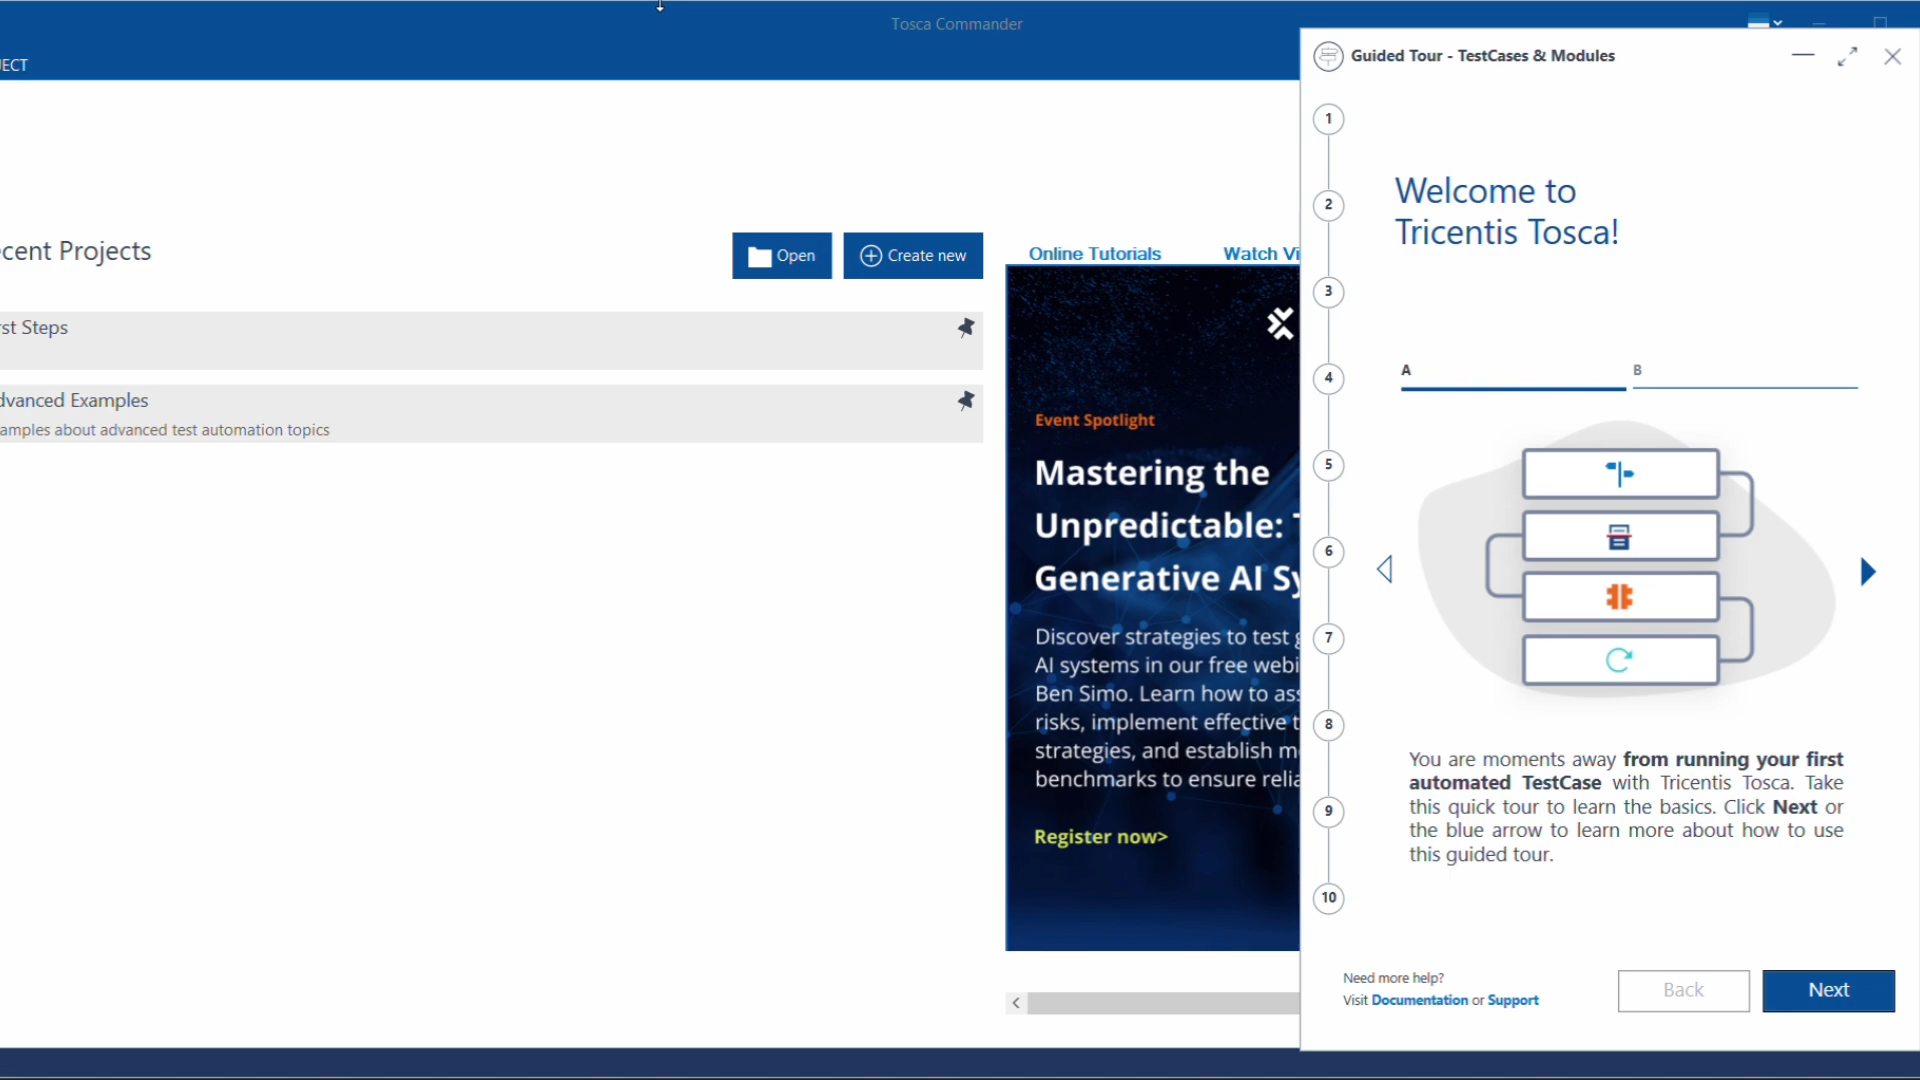 Tosca Commander
JECT
Guided Tour - TestCases & Modules
1
2
3
4
5
6
7
8
9
10
Welcome to
Tricentis Tosca!
A
B
You are moments away from running your first
automated TestCase with Tricentis Tosca. Take
this quick tour to learn the basics. Click Next or
the blue arrow to learn more about how to use
this guided tour.
Need more help?
Visit Documentation or Support
Back
Next
cent Projects
Open
Create new
st Steps
dvanced Examples
amples about advanced test automation topics
Online Tutorials
Watch Vi
Event Spotlight
Mastering the
Unpredictable:
Generative AI Sy
Discover strategies to test g
AI systems in our free webi
Ben Simo. Learn how to ass
risks, implement effective t
strategies, and establish m
benchmarks to ensure relia
Register now>